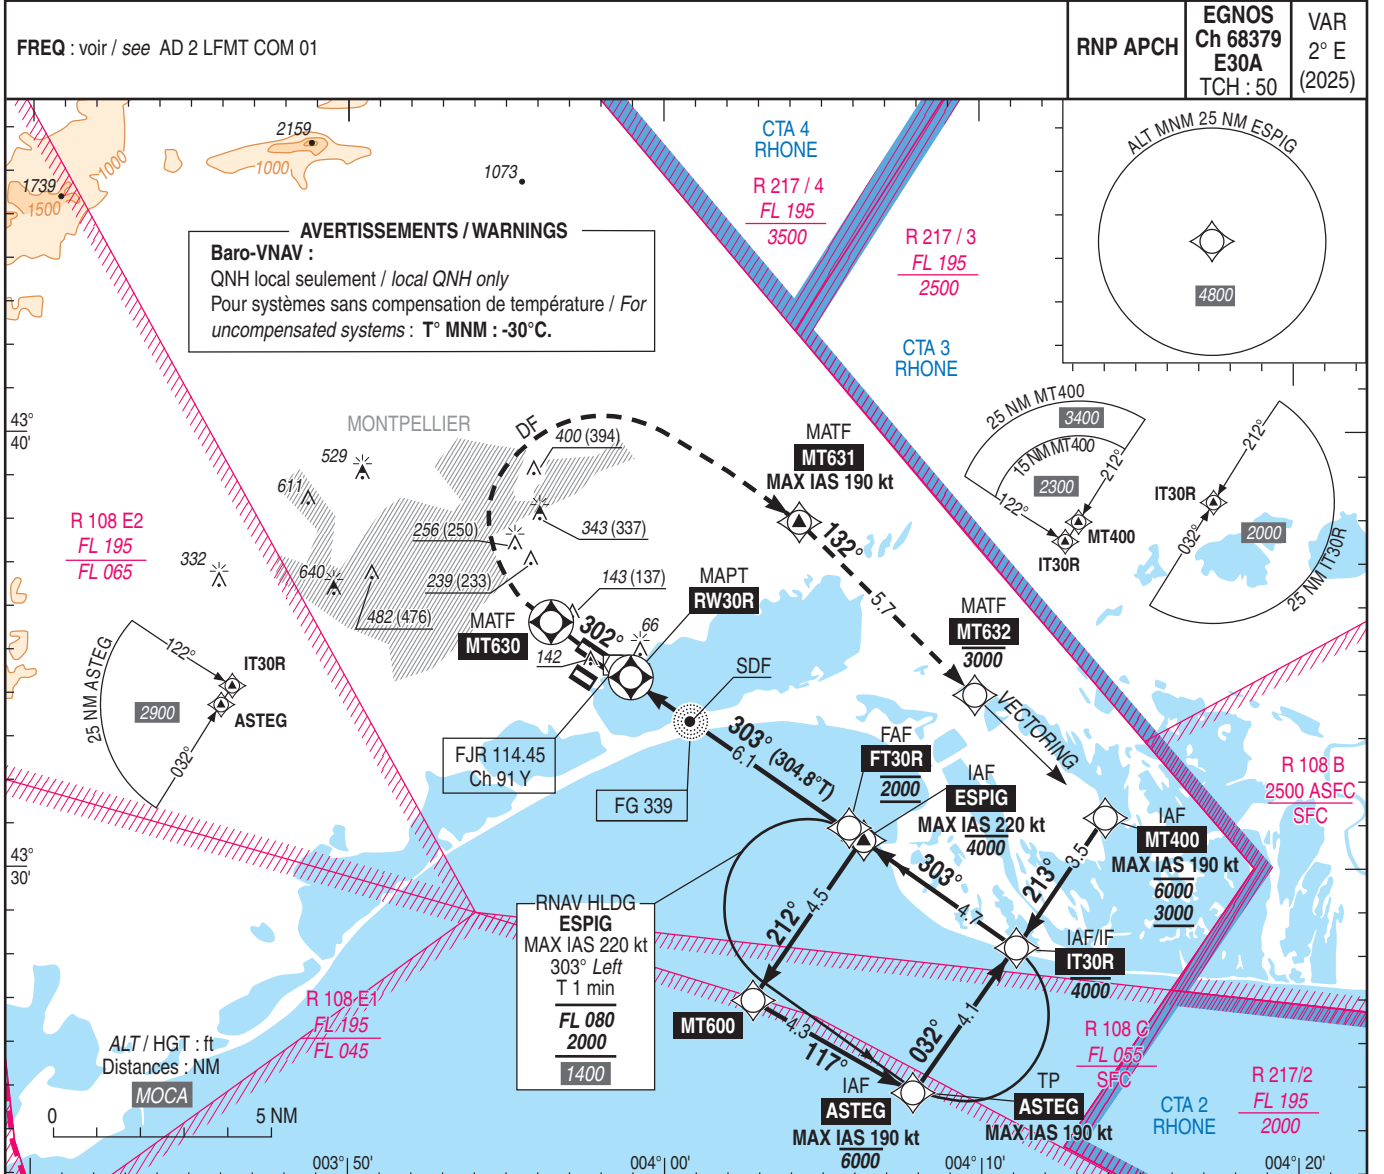 FREQ : voir / see AD 2 LFMT COM 01
RNP APCH
EGNOS
Ch 68379
E30A
TCH : 50
VAR
2° E
(2025)
2159
1000
1000
1739
1500
1073
CTA 4
RHONE
R 217 / 4
FL 195
3500
R 217 / 3
FL 195
2500
CTA 3
RHONE
ALT MNM 25 NM ESPIG
4800
AVERTISSEMENTS / WARNINGS
Baro-VNAV :
QNH local seulement / local QNH only
Pour systèmes sans compensation de température / For
uncompensated systems : T° MNM : -30°C.
43°
40'
MONTPELLIER
DF
400 (394)
529
611
256 (250)
343 (337)
332
640
239 (233)
482 (476)
143 (137)
66
142
R 108 E2
FL 195
FL 065
MATF
MT631
MAX IAS 190 kt
132°
5.7
25 NM MT400
3400
15 NM MT400
2300
212°
122°
MT400
IT30R
212°
IT30R
2000
032°
25 NM IT30R
MAPT
RW30R
MATF
MT630
302°
MATF
MT632
3000
VECTORING
25 NM ASTEG
122°
IT30R
2900
ASTEG
032°
SDF
FJR 114.45
Ch 91 Y
FG 339
303° (304.8°T)
6.1
FAF
FT30R
2000
IAF
ESPIG
MAX IAS 220 kt
4000
R 108 B
2500 ASFC
SFC
IAF
MT400
MAX IAS 190 kt
6000
3000
213°
3.5
303°
4.7
43°
30'
RNAV HLDG
ESPIG
MAX IAS 220 kt
303° Left
T 1 min
FL 080
2000
1400
212°
4.5
IAF/IF
IT30R
4000
MT600
4.3
117°
032°
4.1
R 108 E1
FL 195
FL 045
R 108 C
FL 055
SFC
ALT / HGT : ft
Distances : NM
MOCA
0
5 NM
IAF
ASTEG
MAX IAS 190 kt
6000
TP
ASTEG
MAX IAS 190 kt
CTA 2
RHONE
R 217/2
FL 195
2000
003° 50'
004° 00'
004° 10'
004° 20'